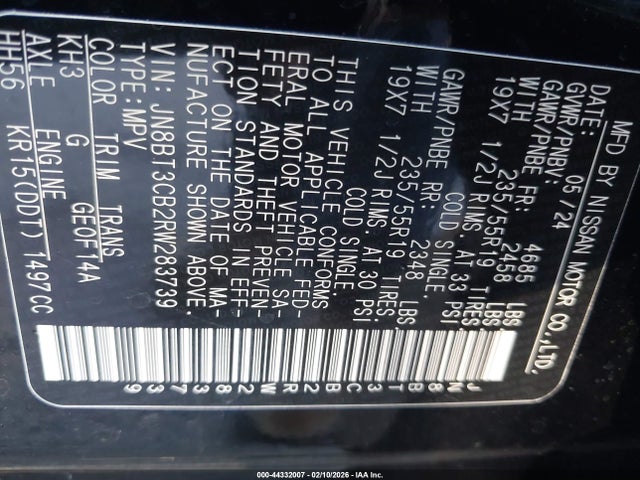 MFD BY NISSAN MOTOR CO.,LTD.
DATE: 05/24
GVWR/PNBV: 4685 LBS
GAWR/PNBE FR: 2458 LBS
WITH 235/55R19 TIRES
19X7 1/2J RIMS AT 33 PSI
COLD SINGLE.
GAWR/PNBE RR: 2348 LBS
WITH 235/55R19 TIRES
19X7 1/2J RIMS AT 30 PSI
COLD SINGLE.
THIS VEHICLE CONFORMS
TO ALL APPLICABLE FED-
ERAL MOTOR VEHICLE SA-
FETY AND THEFT PREVEN-
TION STANDARDS IN EFF-
ECT ON THE DATE OF MA-
NUFACTURE SHOWN ABOVE.
VIN: JN8BT3CB2RW283739
TYPE:MPV
COLOR TRIM TRANS
KH3 G GE0F14A
AXLE ENGINE
HH56 KR15(DDT) 1497CC
JN8BT3CB2RW283739
000-44332007 - 02/10/2026 - IAA Inc.